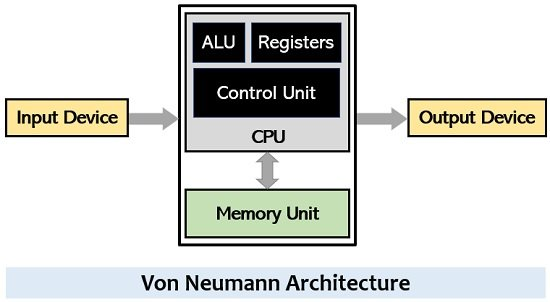 ALU
Registers
Control Unit
CPU
Input Device
Output Device
Memory Unit
Von Neumann Architecture